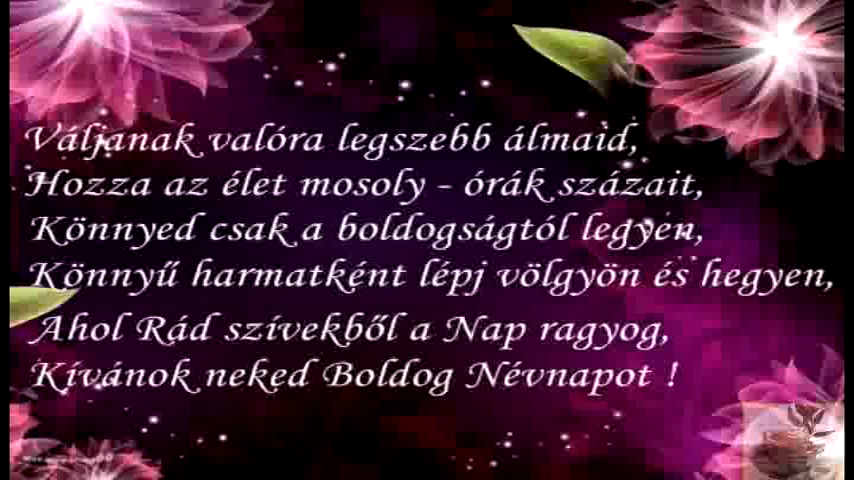 Váljanak valóra legszebb álmaid,
Hozza az élet mosoly - órák százait,
Könnyed csak a boldogságtól legyen,
Könnyű harmatként lépj völgyön és hegyen,
Ahol Rád szívekből a Nap ragyog,
Kívánok neked Boldog Névnapot !